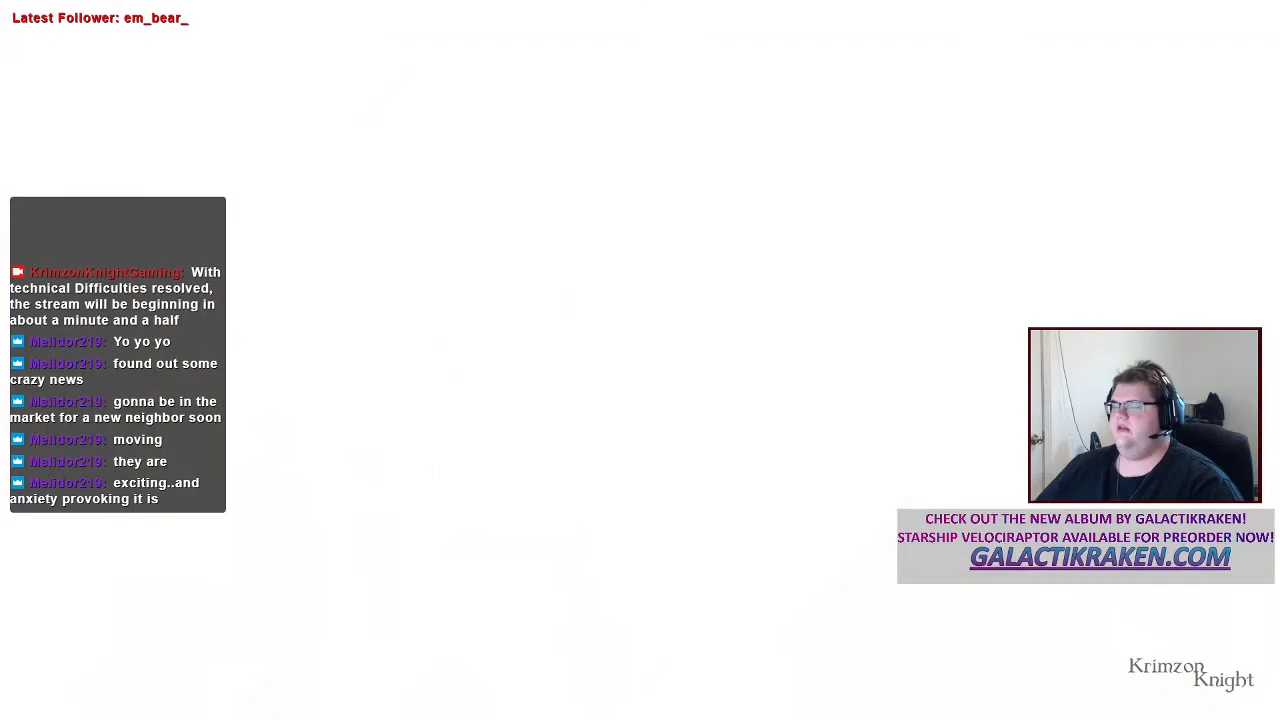 Latest Follower: em_bear_
KrimzonKnightGaming: With
technical Difficulties resolved,
the stream will be beginning in
about a minute and a half
Melidor219: Yo yo yo
Melidor219: found out some
crazy news
Melidor219: gonna be in the
market for a new neighbor soon
Melidor219: moving
Melidor219: they are
Melidor219: exciting..and
anxiety provoking it is
CHECK OUT THE NEW ALBUM BY GALACTIKRAKEN!
STARSHIP VELOCIRAPTOR AVAILABLE FOR PREORDER NOW!
GALACTIKRAKEN.COM
Krimzon
Knight